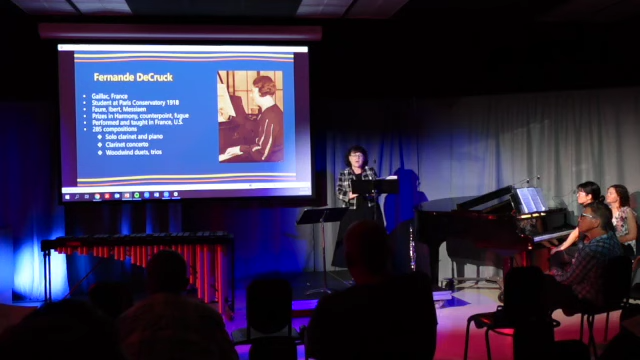 Fernande DeCruck
• Gaillac, France
• Student at Paris Conservatory 1918
• Faure, Ibert, Messiaen
• Prizes in Harmony, counterpoint, fugue
• Performed and taught in France, U.S.
• 285 compositions
❖ Solo clarinet and piano
❖ Clarinet concerto
❖ Woodwind duets, trios